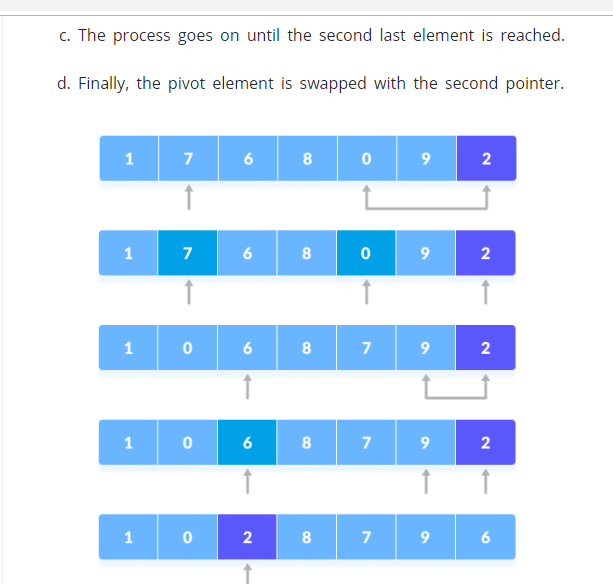 c. The process goes on until the second last element is reached.
d. Finally, the pivot element is swapped with the second pointer.
1 7 6 8 0 9 2
1 7 6 8 0 9 2
1 0 6 8 7 9 2
1 0 6 8 7 9 2
1 0 2 8 7 9 6